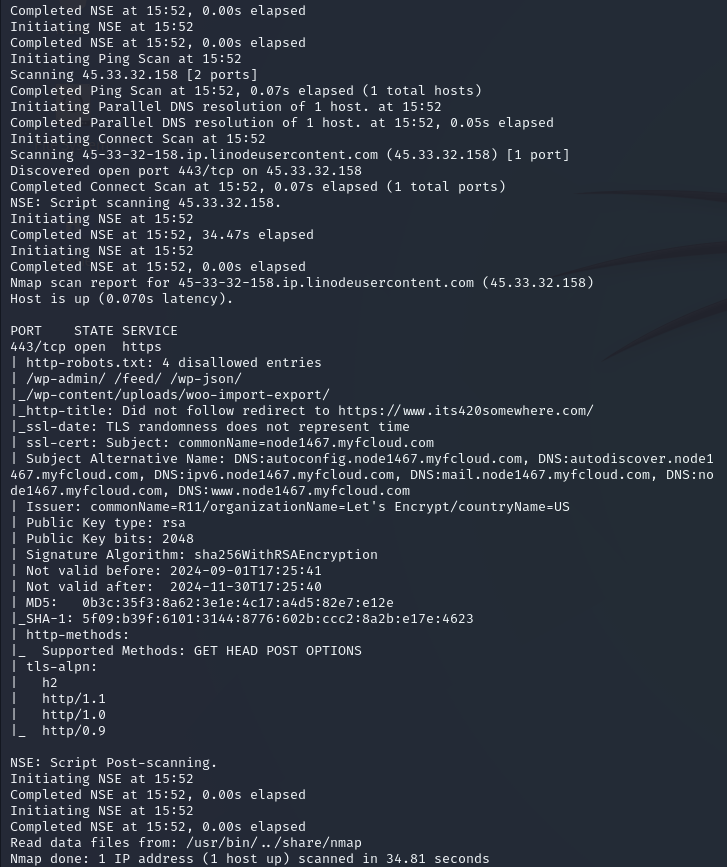 Completed NSE at 15:52, 0.00s elapsed
Initiating NSE at 15:52
Completed NSE at 15:52, 0.00s elapsed
Initiating Ping Scan at 15:52
Scanning 45.33.32.158 [2 ports]
Completed Ping Scan at 15:52, 0.07s elapsed (1 total hosts)
Initiating Parallel DNS resolution of 1 host. at 15:52
Completed Parallel DNS resolution of 1 host. at 15:52, 0.05s elapsed
Initiating Connect Scan at 15:52
Scanning 45-33-32-158.ip.linodeusercontent.com (45.33.32.158) [1 port]
Discovered open port 443/tcp on 45.33.32.158
Completed Connect Scan at 15:52, 0.07s elapsed (1 total ports)
NSE: Script scanning 45.33.32.158.
Initiating NSE at 15:52
Completed NSE at 15:52, 34.47s elapsed
Initiating NSE at 15:52
Completed NSE at 15:52, 0.00s elapsed
Nmap scan report for 45-33-32-158.ip.linodeusercontent.com (45.33.32.158)
Host is up (0.070s latency).

PORT    STATE SERVICE
443/tcp open  https
| http-robots.txt: 4 disallowed entries
| /wp-admin/ /feed/ /wp-json/
|_/wp-content/uploads/woo-import-export/
|_http-title: Did not follow redirect to https://www.its420somewhere.com/
|_ssl-date: TLS randomness does not represent time
| ssl-cert: Subject: commonName=node1467.myfcloud.com
| Subject Alternative Name: DNS:autoconfig.node1467.myfcloud.com, DNS:autodiscover.node1
467.myfcloud.com, DNS:ipv6.node1467.myfcloud.com, DNS:mail.node1467.myfcloud.com, DNS:no
de1467.myfcloud.com, DNS:www.node1467.myfcloud.com
| Issuer: commonName=R11/organizationName=Let's Encrypt/countryName=US
| Public Key type: rsa
| Public Key bits: 2048
| Signature Algorithm: sha256WithRSAEncryption
| Not valid before: 2024-09-01T17:25:41
| Not valid after:  2024-11-30T17:25:40
| MD5:   0b3c:35f3:8a62:3e1e:4c17:a4d5:82e7:e12e
|_SHA-1: 5f09:b39f:6101:3144:8776:602b:ccc2:8a2b:e17e:4623
| http-methods:
|_  Supported Methods: GET HEAD POST OPTIONS
| tls-alpn:
|   h2
|   http/1.1
|   http/1.0
|_  http/0.9

NSE: Script Post-scanning.
Initiating NSE at 15:52
Completed NSE at 15:52, 0.00s elapsed
Initiating NSE at 15:52
Completed NSE at 15:52, 0.00s elapsed
Read data files from: /usr/bin/../share/nmap
Nmap done: 1 IP address (1 host up) scanned in 34.81 seconds